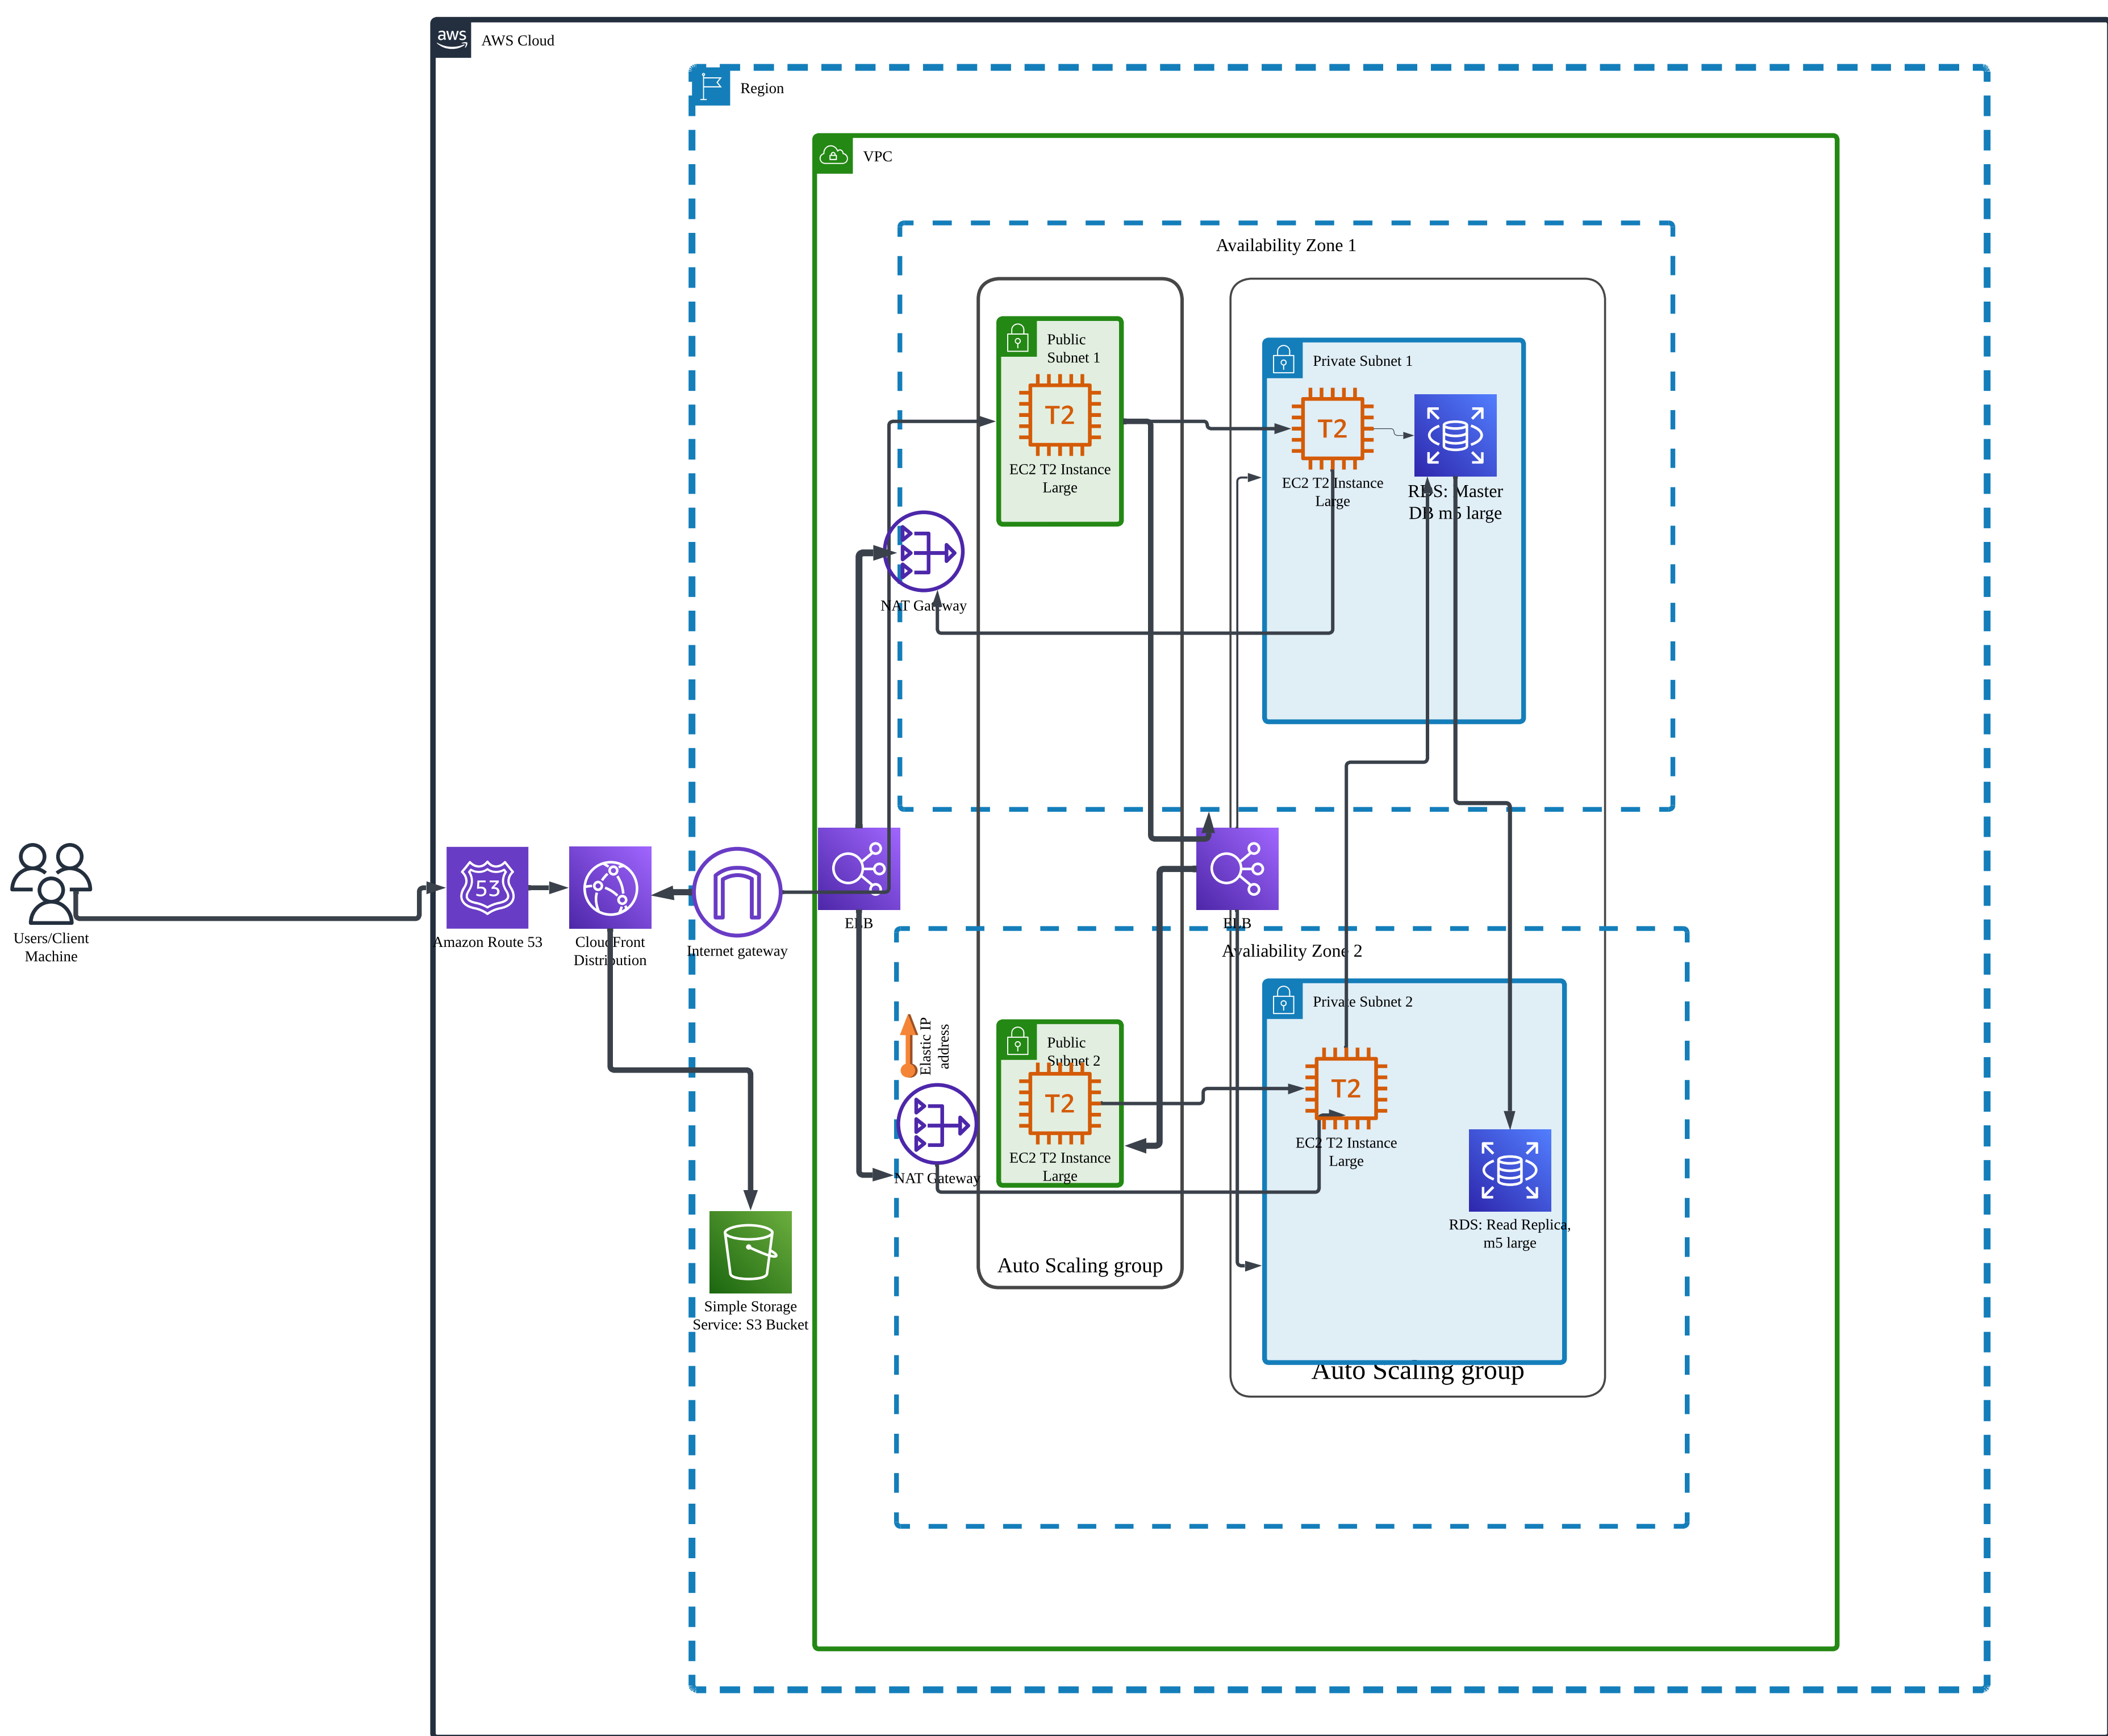 aws
AWS Cloud
Region
VPC
Availability Zone 1
Public
Subnet 1
T2
EC2 T2 Instance
Large
Private Subnet 1
T2
EC2 T2 Instance
Large
RDS: Master
DB m5 large
NAT Gateway
Users/Client
Machine
53
Amazon Route 53
CloudFront
Distribution
Internet gateway
ELB
ELB
Avaliability Zone 2
Elastic IP
address
NAT Gateway
Public
Subnet 2
T2
EC2 T2 Instance
Large
Private Subnet 2
T2
EC2 T2 Instance
Large
RDS: Read Replica,
m5 large
Auto Scaling group
Auto Scaling group
Simple Storage
Service: S3 Bucket